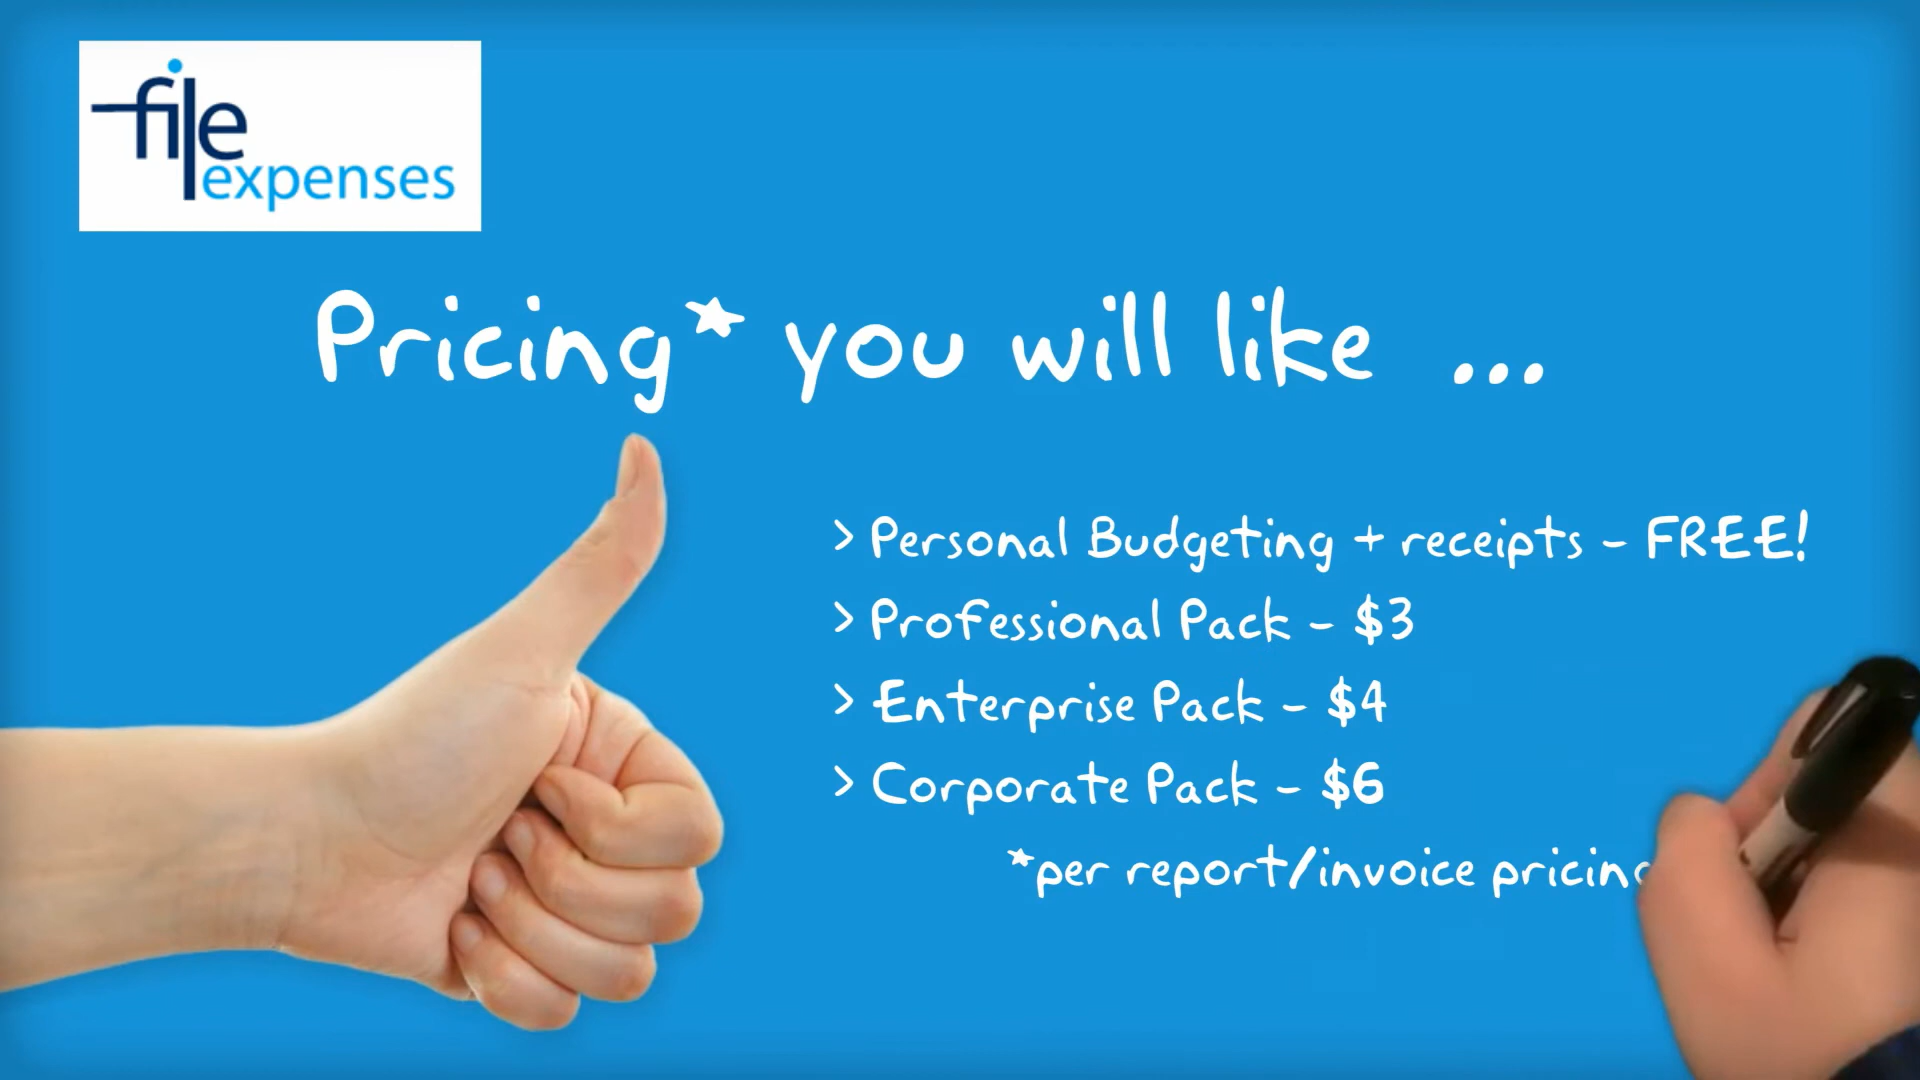 file
expenses
Pricing* you will like ...
> Personal Budgeting + receipts - FREE!
> Professional Pack - $3
> Enterprise Pack - $4
> Corporate Pack - $6
*per report/invoice pricing